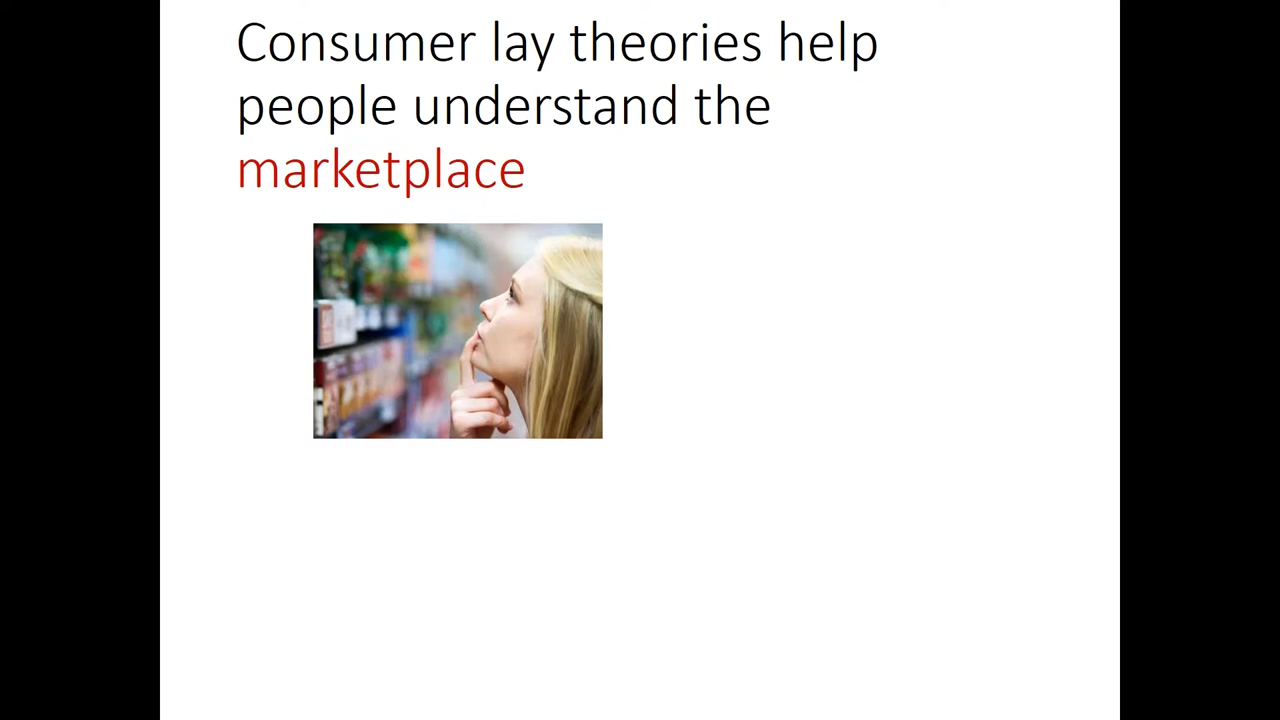 Consumer lay theories help
people understand the
marketplace